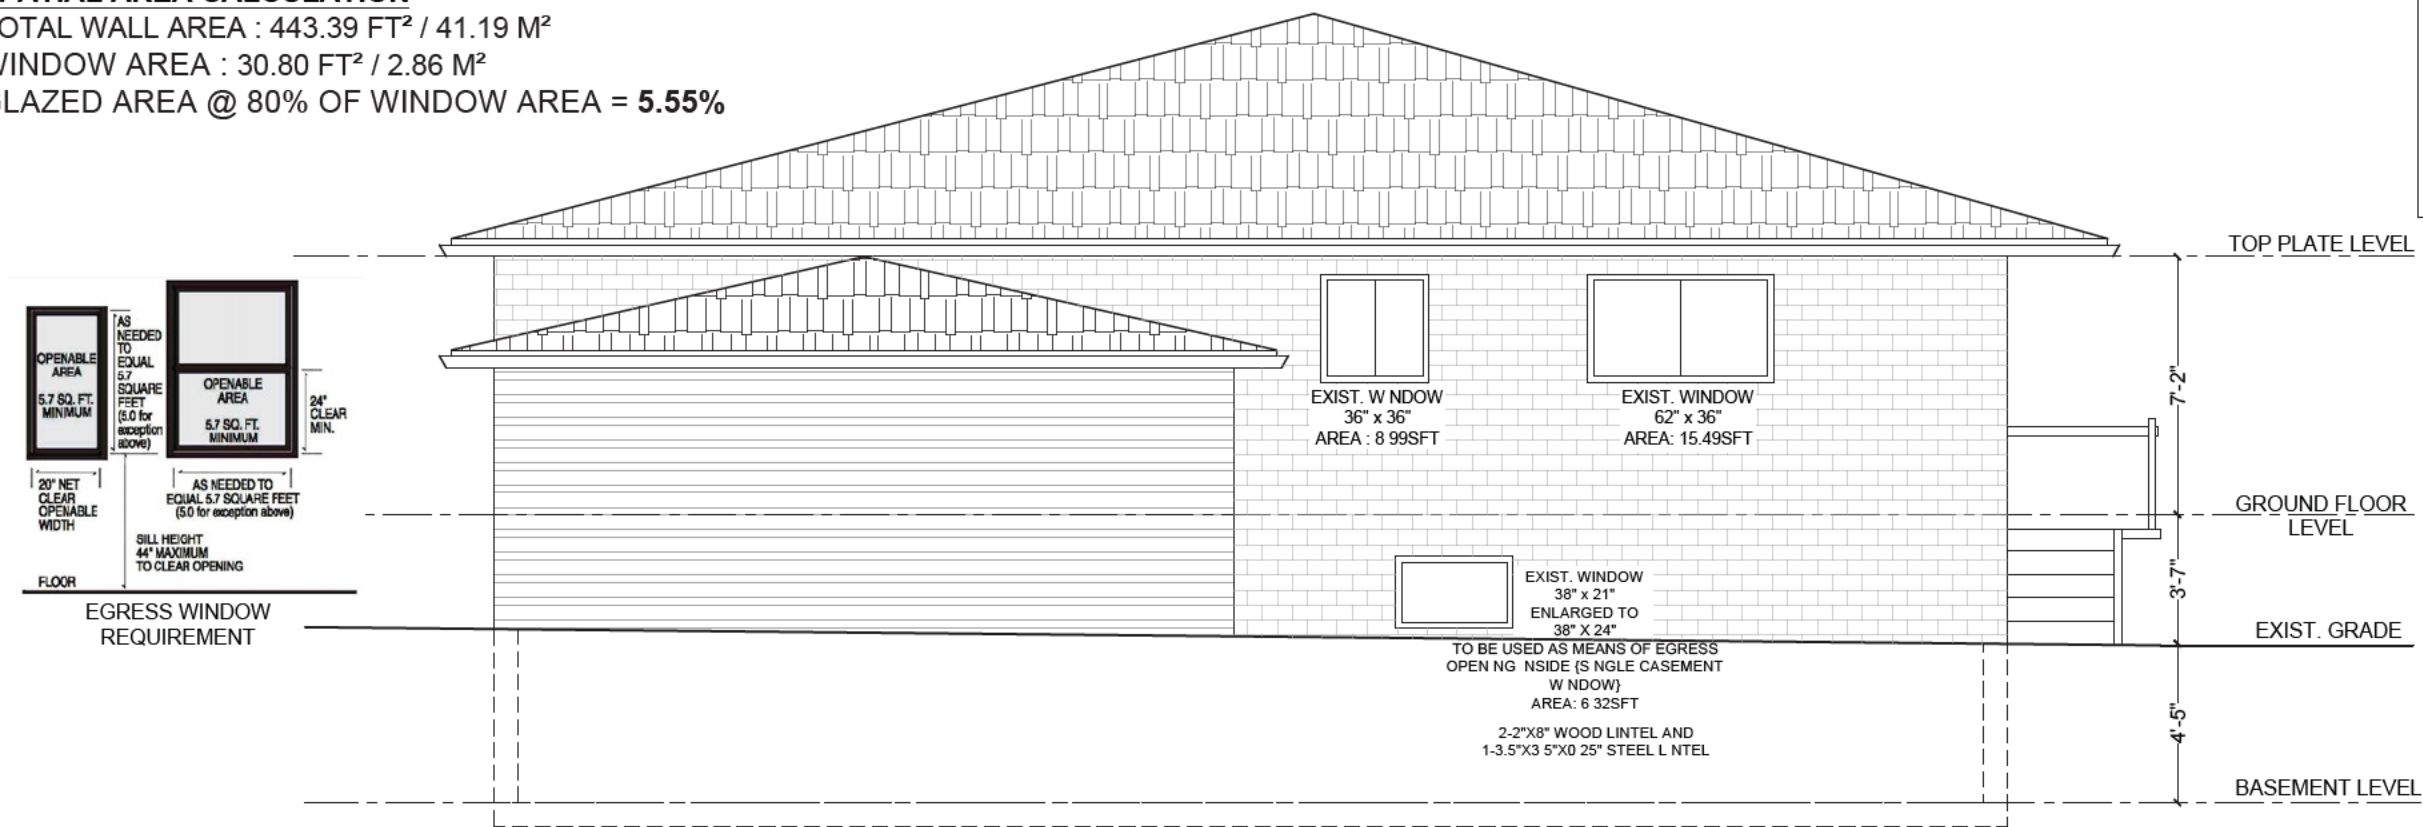 PATIAL AREA CALCULATION
OTAL WALL AREA : 443.39 FT² / 41.19 M²
WINDOW AREA : 30.80 FT² / 2.86 M²
GLAZED AREA @ 80% OF WINDOW AREA = 5.55%
TOP PLATE LEVEL
OPENABLE
AREA
5.7 SQ. FT.
MINIMUM
AS
NEEDED
TO
EQUAL
5.7
SQUARE
FEET
(5.0 for
exception
above)
OPENABLE
AREA
5.7 SQ. FT.
MINIMUM
24"
CLEAR
MIN.
20" NET
CLEAR
OPENABLE
WIDTH
AS NEEDED TO
EQUAL 5.7 SQUARE FEET
(5.0 for exception above)
SILL HEIGHT
44" MAXIMUM
TO CLEAR OPENING
FLOOR
EGRESS WINDOW
REQUIREMENT
EXIST. W NDOW
36" x 36"
AREA : 8 99SFT
EXIST. WINDOW
62" x 36"
AREA: 15.49SFT
7'-2"
GROUND FLOOR
LEVEL
3'-7"
EXIST. WINDOW
38" x 21"
ENLARGED TO
38" X 24"
TO BE USED AS MEANS OF EGRESS
OPEN NG NSIDE {S NGLE CASEMENT
W NDOW}
AREA: 6 32SFT
2-2"X8" WOOD LINTEL AND
1-3.5"X3 5"X0 25" STEEL L NTEL
EXIST. GRADE
4'-5"
BASEMENT LEVEL